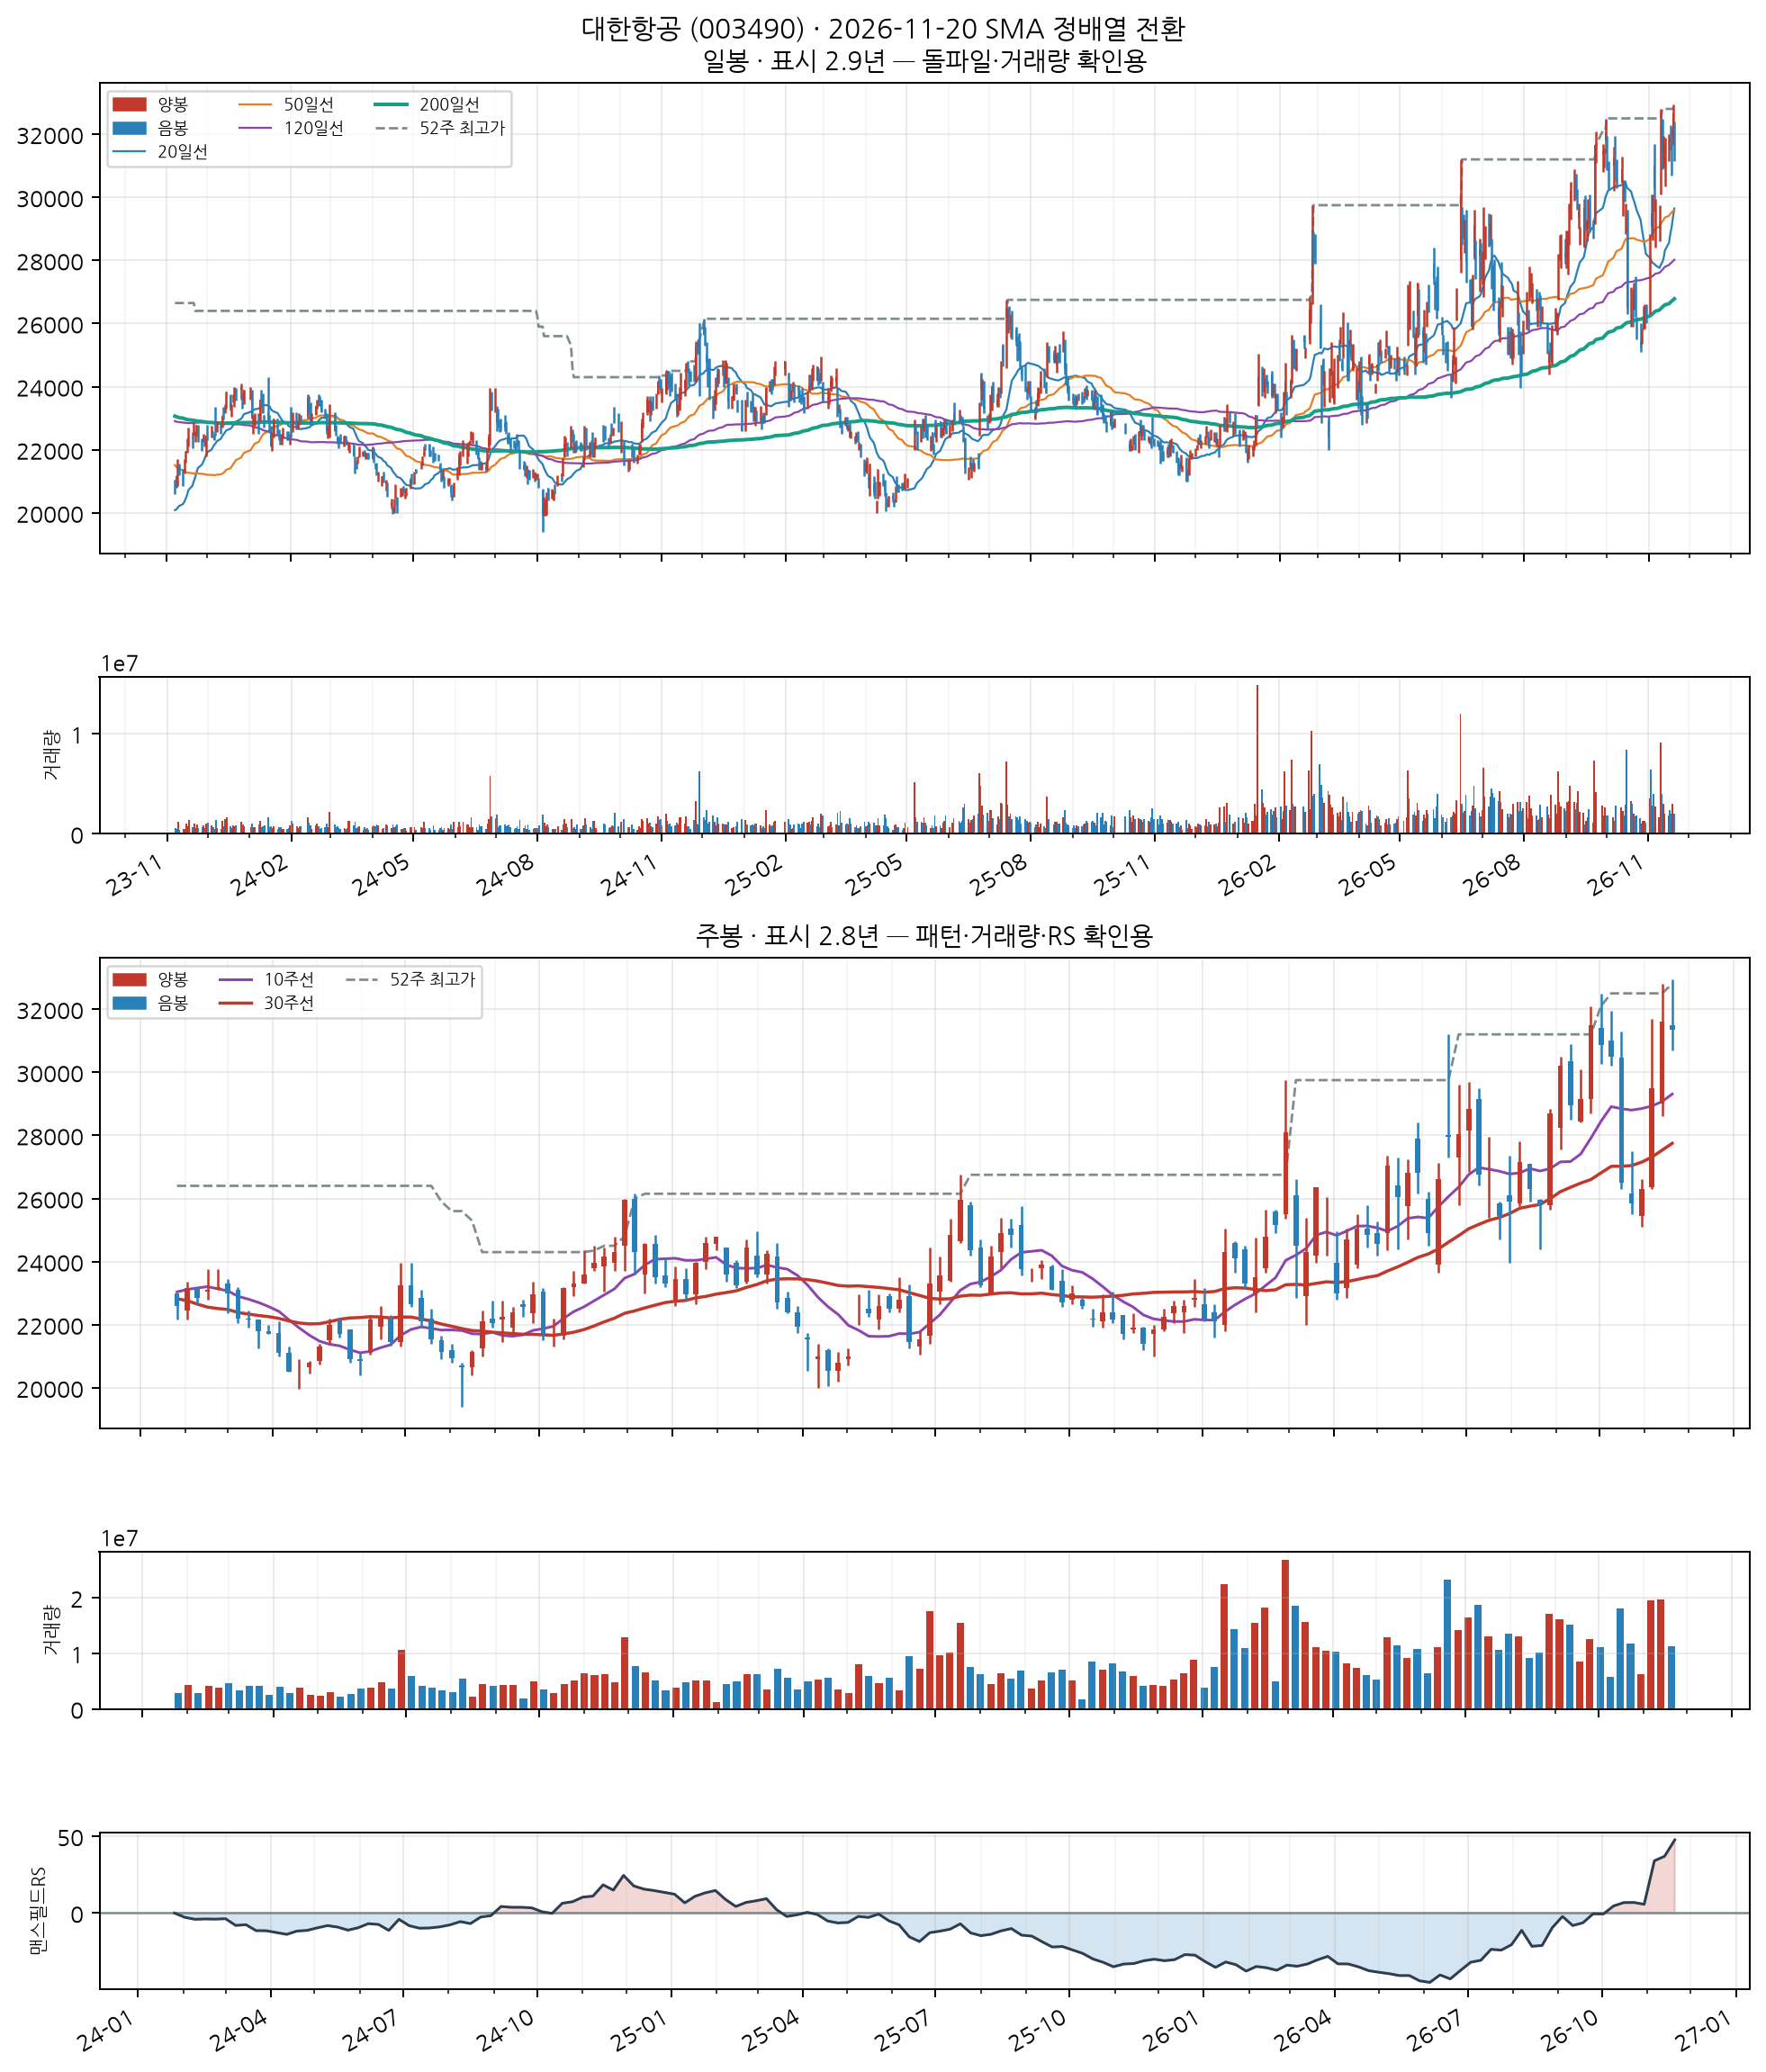 대한항공 (003490) · 2026-11-20 SMA 정배열 전환
일봉 · 표시 2.9년 — 돌파일·거래량 확인용
양봉
음봉
20일선
50일선
120일선
200일선
52주 최고가
32000
30000
28000
26000
24000
22000
20000
1e7
거래량
1
0
23-11
24-02
24-05
24-08
24-11
25-02
25-05
25-08
25-11
26-02
26-05
26-08
26-11
주봉 · 표시 2.8년 — 패턴·거래량·RS 확인용
양봉
음봉
10주선
30주선
52주 최고가
32000
30000
28000
26000
24000
22000
20000
1e7
거래량
2
1
0
맨스필드RS
50
0
24-01
24-04
24-07
24-10
25-01
25-04
25-07
25-10
26-01
26-04
26-07
26-10
27-01